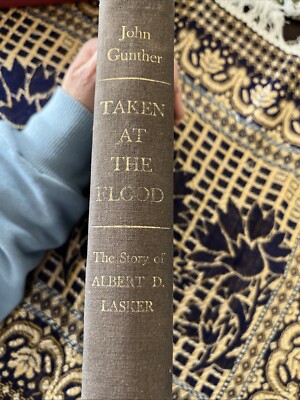 John
Gunther
TAKEN
AT
THE
FLOOD
The Story of
ALBERT D.
LASKER